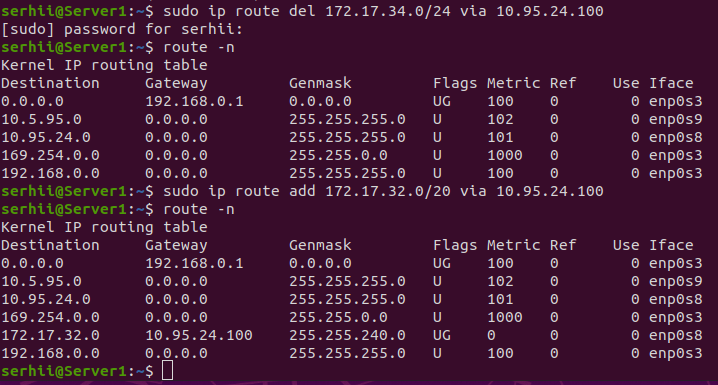 serhii@Server1:~$ sudo ip route del 172.17.34.0/24 via 10.95.24.100
[sudo] password for serhii:
serhii@Server1:~$ route -n
Kernel IP routing table
Destination     Gateway         Genmask         Flags Metric Ref    Use Iface
0.0.0.0         192.168.0.1     0.0.0.0         UG    100    0        0 enp0s3
10.5.95.0       0.0.0.0         255.255.255.0   U     102    0        0 enp0s9
10.95.24.0      0.0.0.0         255.255.255.0   U     101    0        0 enp0s8
169.254.0.0     0.0.0.0         255.255.0.0     U     1000   0        0 enp0s3
192.168.0.0     0.0.0.0         255.255.255.0   U     100    0        0 enp0s3
serhii@Server1:~$ sudo ip route add 172.17.32.0/20 via 10.95.24.100
serhii@Server1:~$ route -n
Kernel IP routing table
Destination     Gateway         Genmask         Flags Metric Ref    Use Iface
0.0.0.0         192.168.0.1     0.0.0.0         UG    100    0        0 enp0s3
10.5.95.0       0.0.0.0         255.255.255.0   U     102    0        0 enp0s9
10.95.24.0      0.0.0.0         255.255.255.0   U     101    0        0 enp0s8
169.254.0.0     0.0.0.0         255.255.0.0     U     1000   0        0 enp0s3
172.17.32.0     10.95.24.100    255.255.240.0   UG    0      0        0 enp0s8
192.168.0.0     0.0.0.0         255.255.255.0   U     100    0        0 enp0s3
serhii@Server1:~$